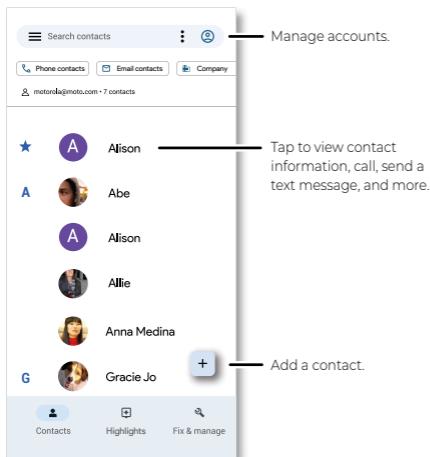 Search contacts
Manage accounts.
Phone contacts
Email contacts
Company
motorola@moto.com • 7 contacts
A
Alison
Tap to view contact
information, call, send a
text message, and more.
A
Abe
A
Alison
Allie
Anna Medina
+
Add a contact.
G
Gracie Jo
Contacts
Highlights
Fix & manage